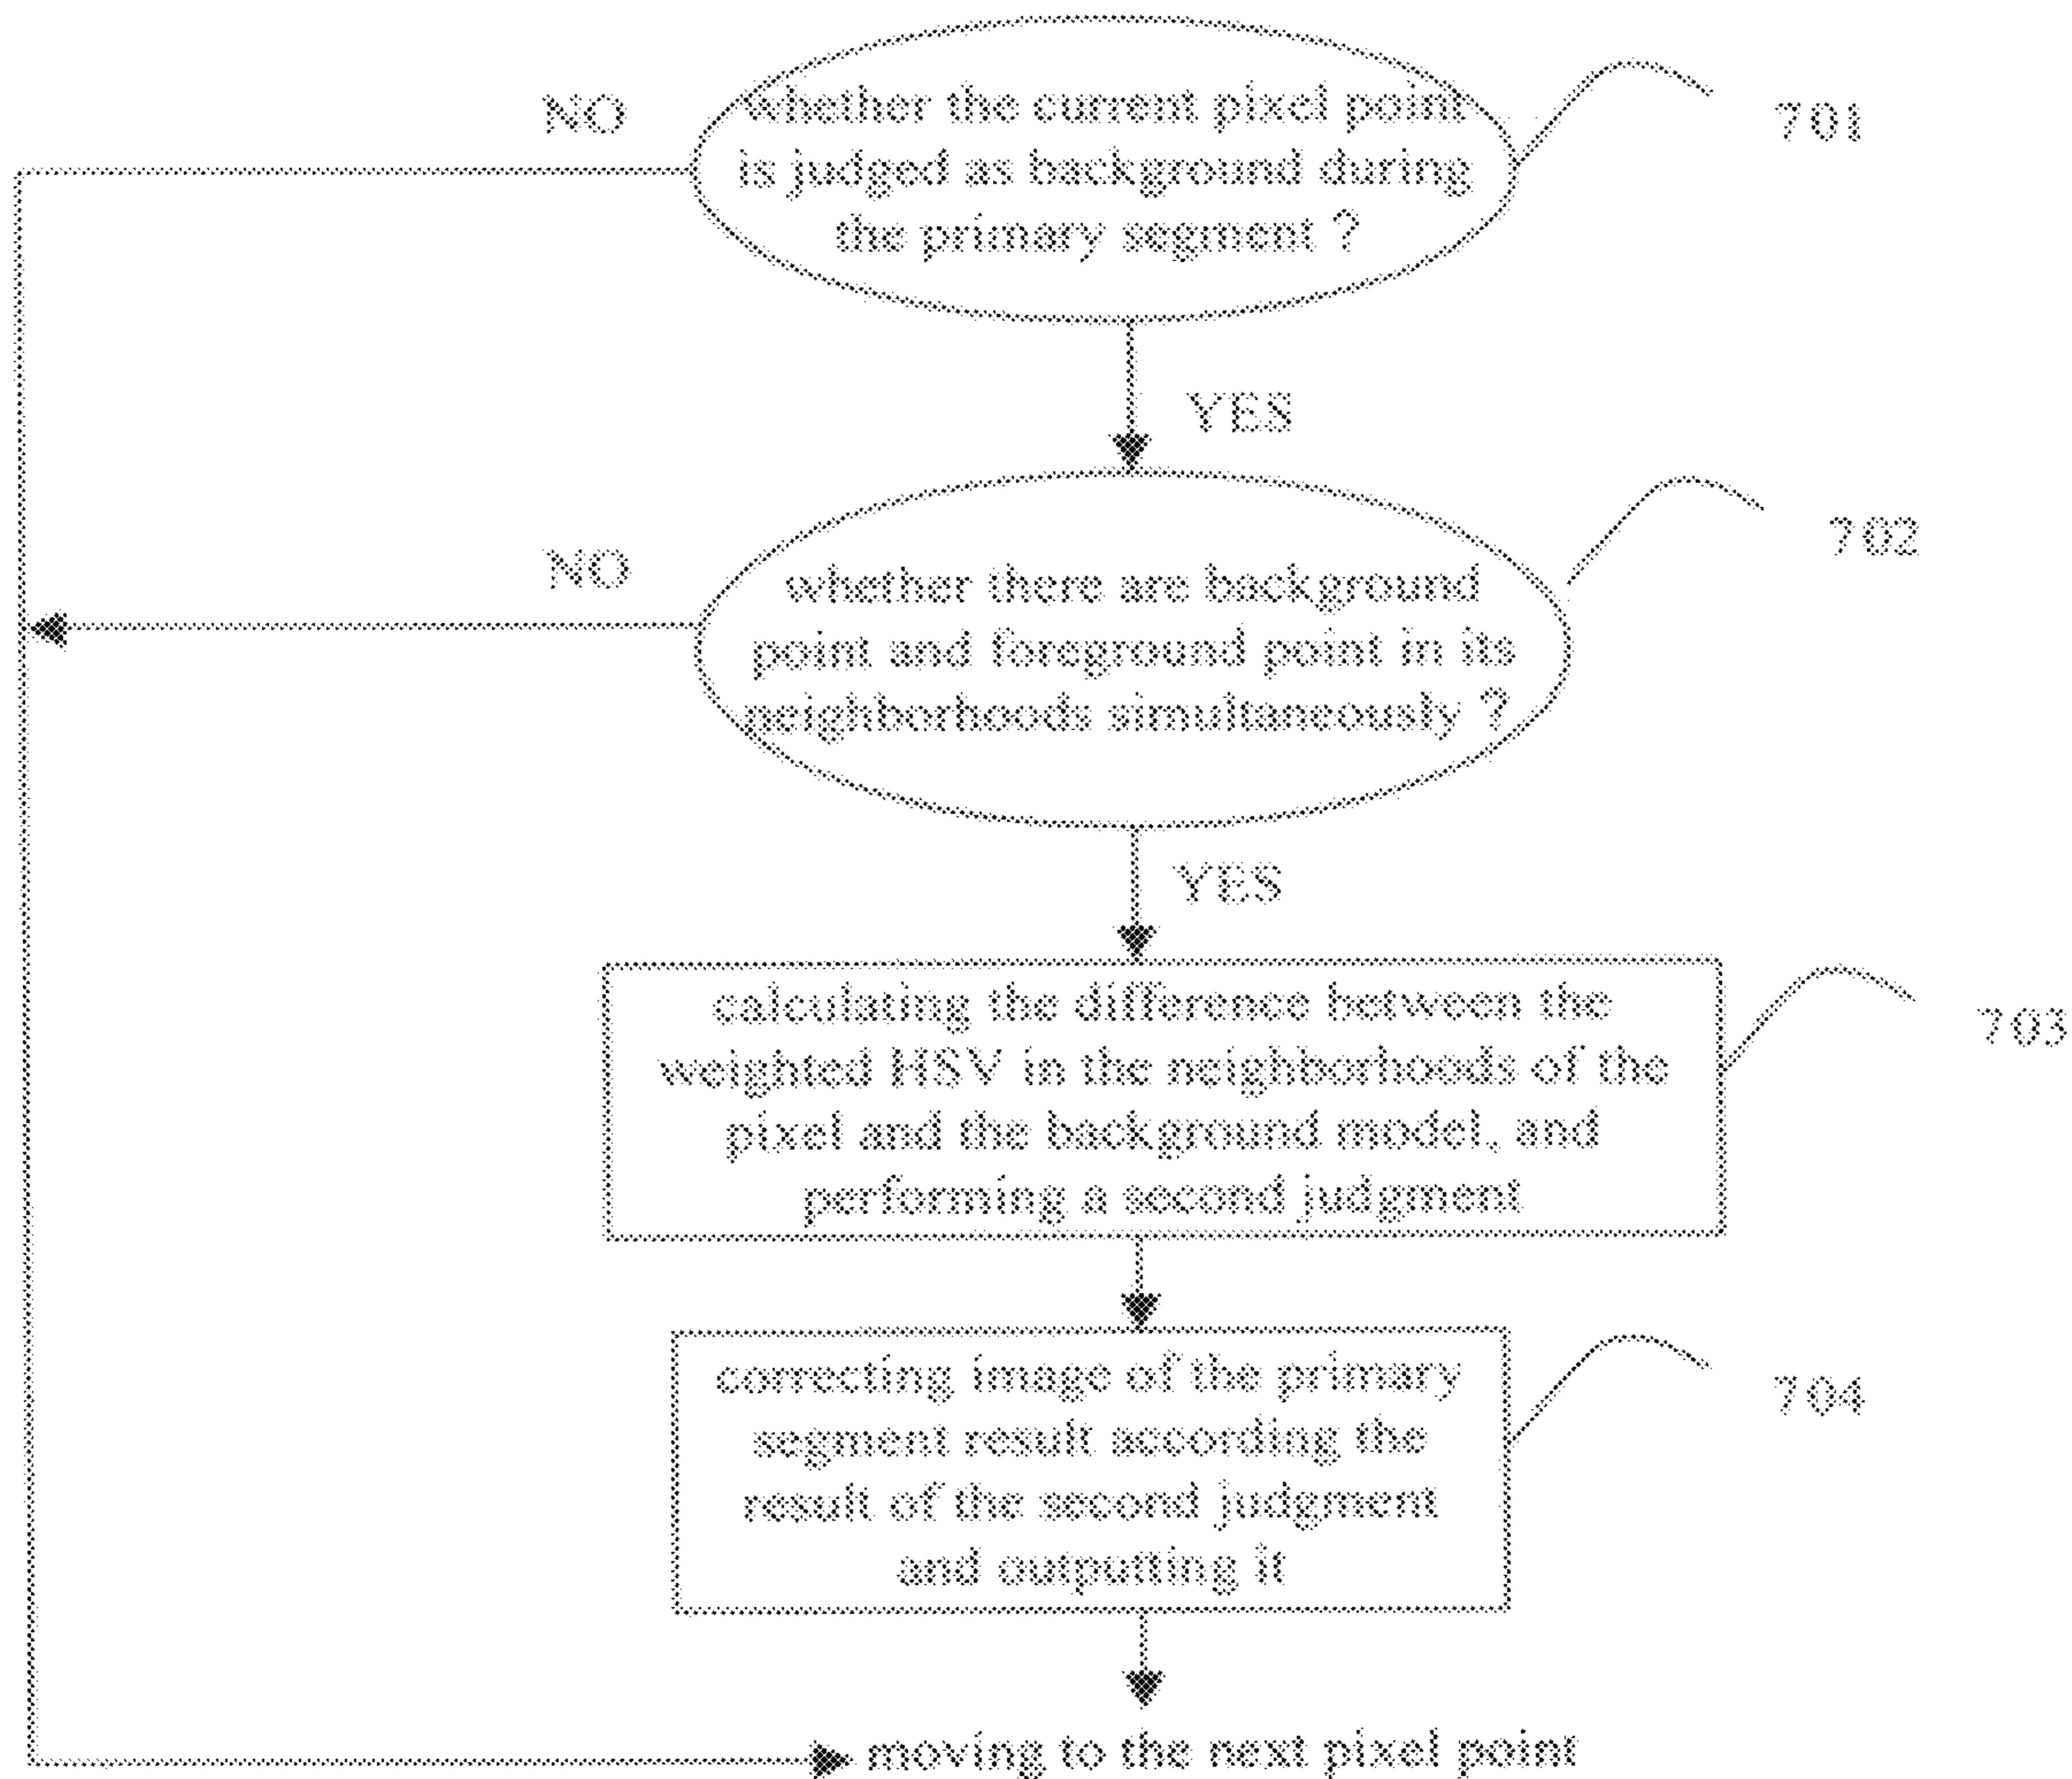 NO
whether the current pixel point
is judged as background during
the primary segment ?
701
YES
702
NO
whether there are background
point and foreground point in its
neighborhoods simultaneously ?
YES
calculating the difference between the
weighted HSV in the neighborhoods of the
pixel and the background model, and
performing a second judgment
703
correcting image of the primary
segment result according the
result of the second judgment
and outputting it
704
moving to the next pixel point